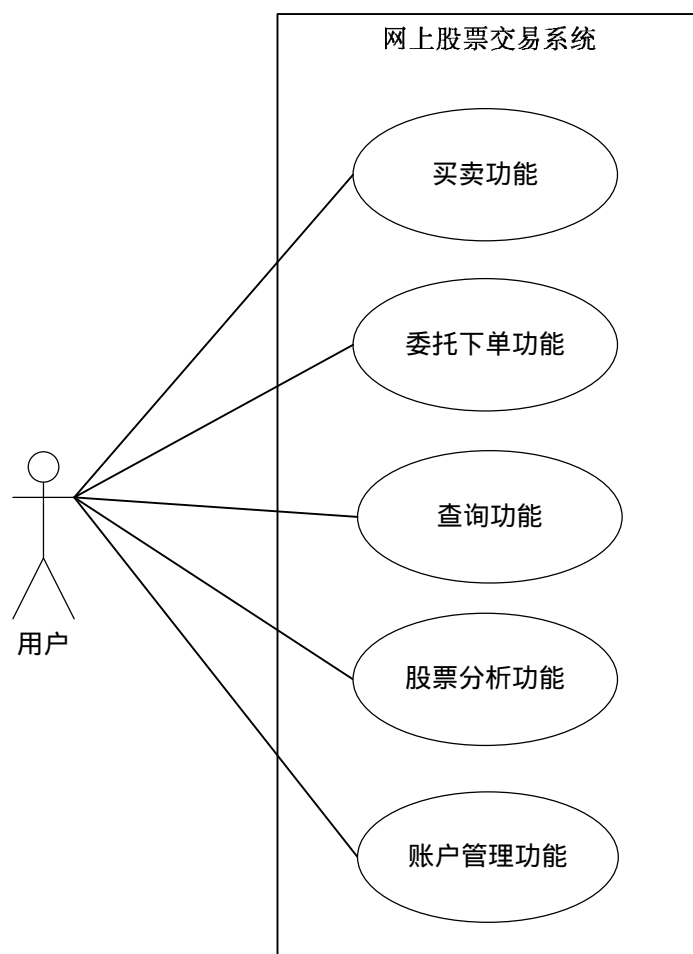 网上股票交易系统
买卖功能
委托下单功能
查询功能
用户
股票分析功能
账户管理功能